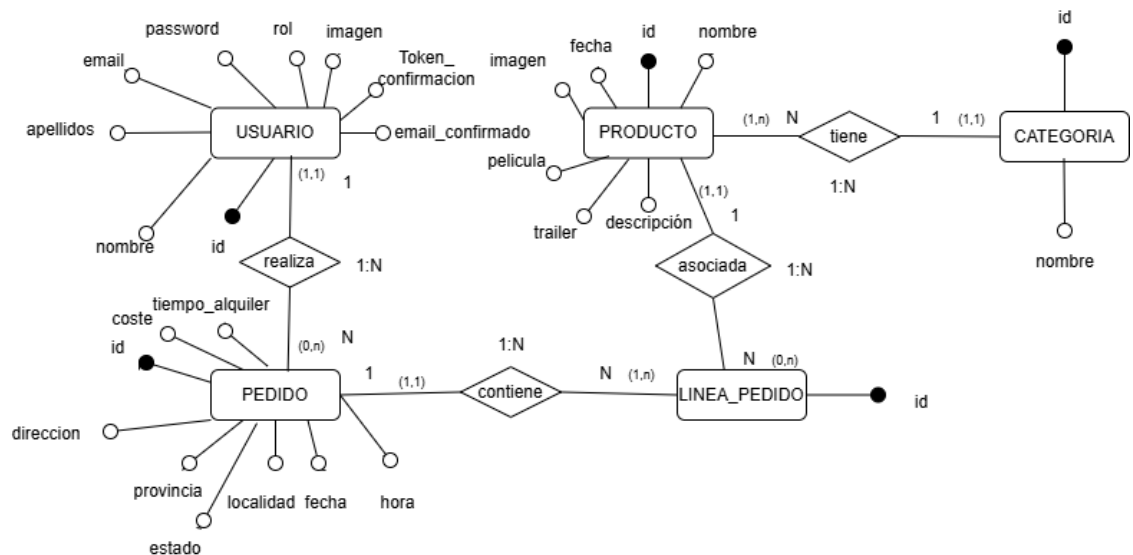 password
rol
imagen
Token_
confirmacion
email
apellidos
USUARIO
email_confirmado
nombre
id
(1,1)
1
realiza
1:N
(0,n)
N
imagen
fecha
id
nombre
PRODUCTO
pelicula
trailer
descripción
(1,n)
N
tiene
1:N
1
(1,1)
id
CATEGORIA
nombre
(1,1)
1
asociada
1:N
N
(0,n)
tiempo_alquiler
coste
id
PEDIDO
direccion
provincia
localidad
fecha
hora
estado
1
(1,1)
1:N
contiene
N
(1,n)
LINEA_PEDIDO
id